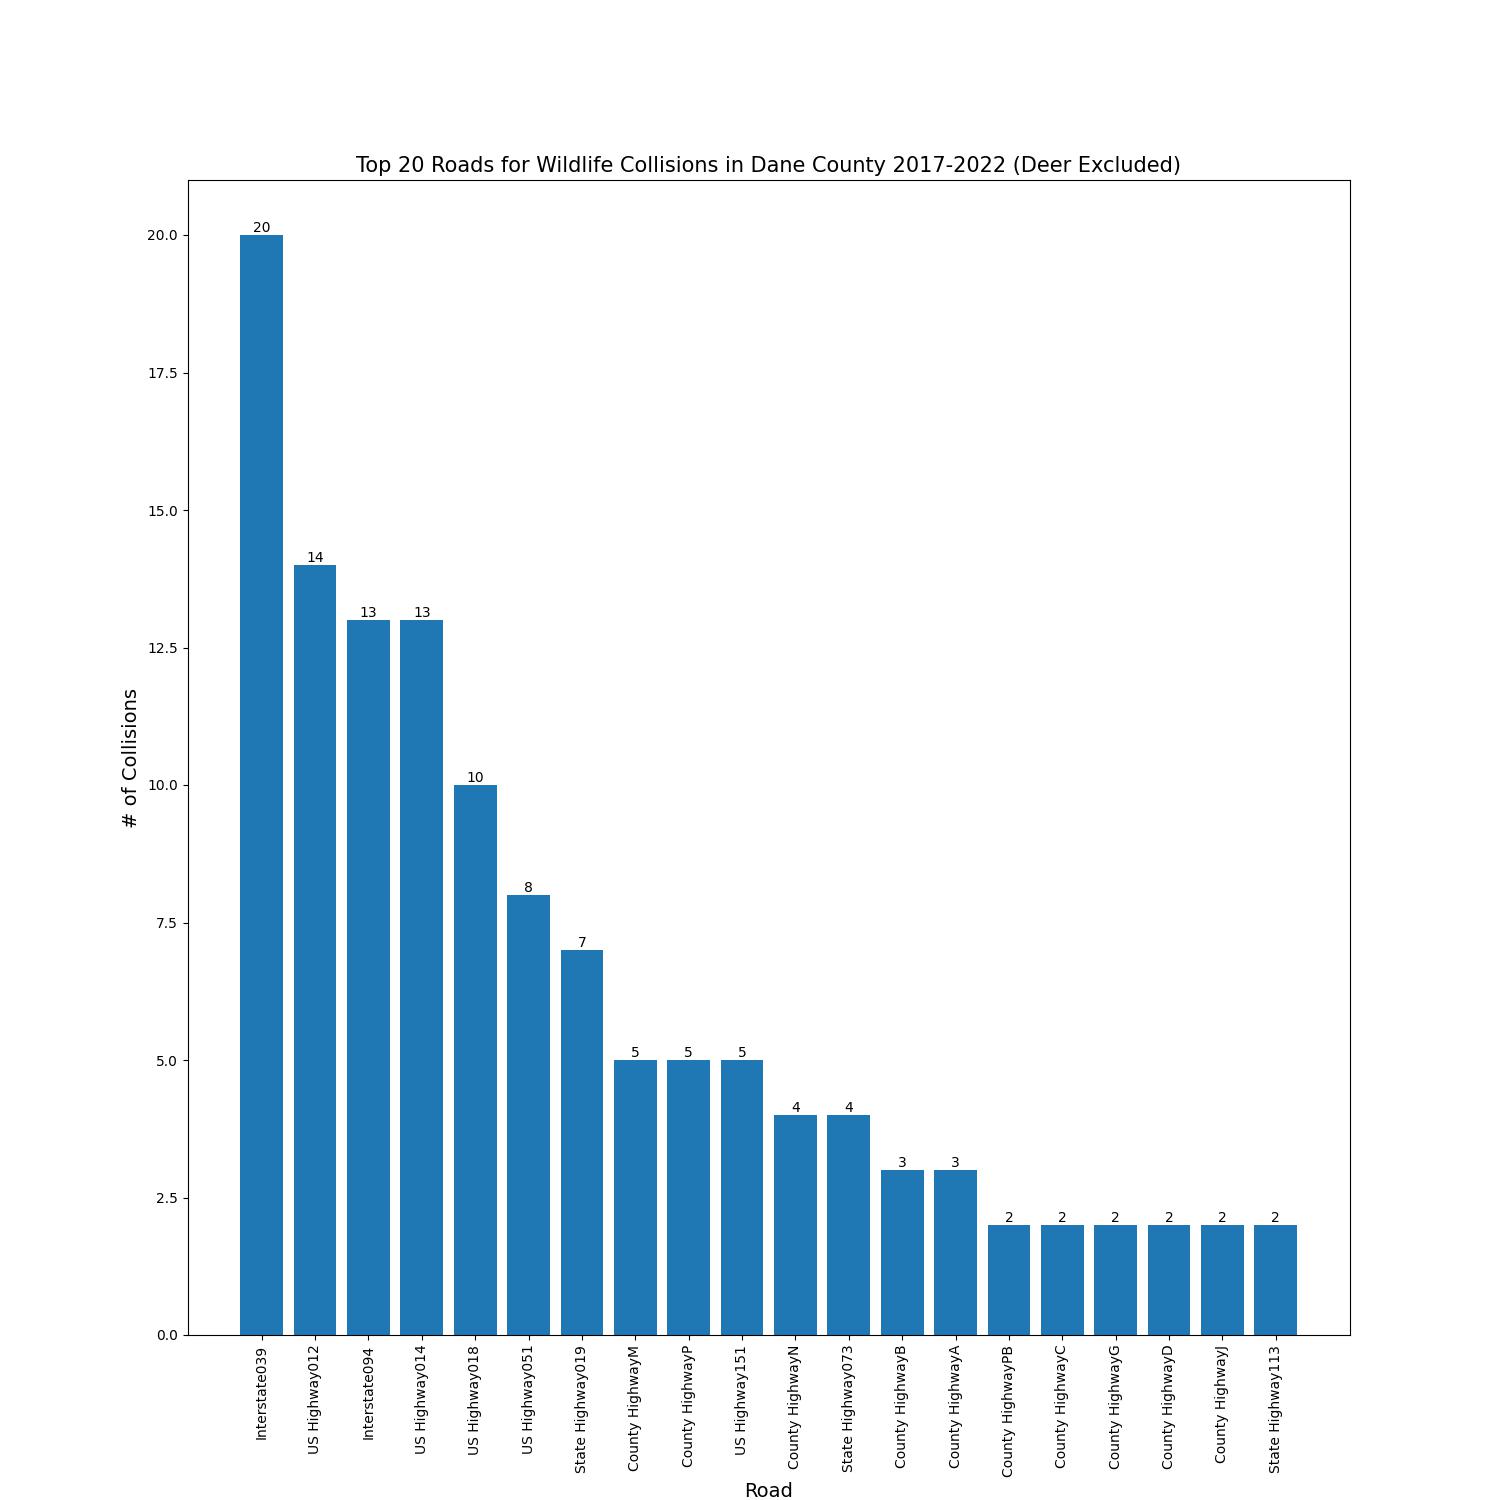 Top 20 Roads for Wildlife Collisions in Dane County 2017-2022 (Deer Excluded)
# of Collisions
20.0
17.5
15.0
12.5
10.0
7.5
5.0
2.5
0.0
20
14
13
13
10
8
7
5
5
5
4
4
3
3
2
2
2
2
2
2
Interstate039
US Highway012
Interstate094
US Highway014
US Highway018
US Highway051
State Highway019
County HighwayM
County HighwayP
US Highway151
County HighwayN
State Highway073
County HighwayB
County HighwayA
County HighwayPB
County HighwayC
County HighwayG
County HighwayD
County HighwayJ
State Highway113
Road